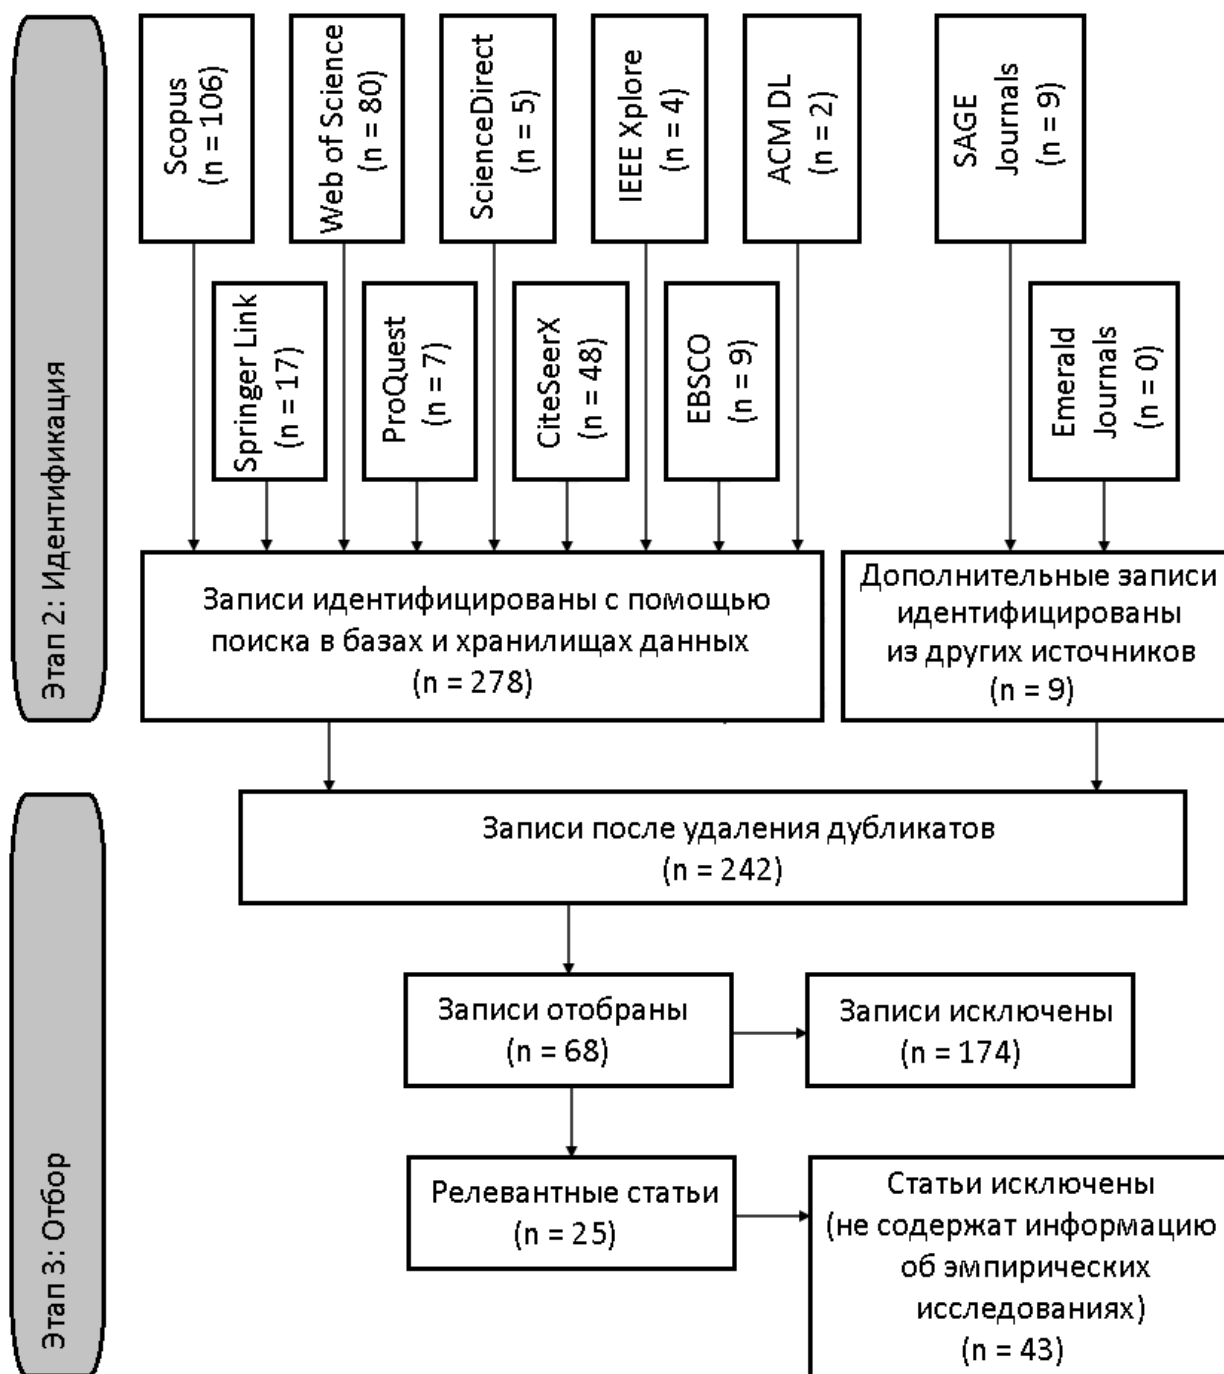 Этап 2: Идентификация
Scopus
(n = 106)
Web of Science
(n = 80)
ScienceDirect
(n = 5)
IEEE Xplore
(n = 4)
ACM DL
(n = 2)
SAGE
Journals
(n = 9)
Springer Link
(n = 17)
ProQuest
(n = 7)
CiteSeerX
(n = 48)
EBSCO
(n = 9)
Emerald
Journals
(n = 0)
Записи идентифицированы с помощью
поиска в базах и хранилищах данных
(n = 278)
Дополнительные записи
идентифицированы
из других источников
(n = 9)
Этап 3: Отбор
Записи после удаления дубликатов
(n = 242)
Записи отобраны
(n = 68)
Записи исключены
(n = 174)
Релевантные статьи
(n = 25)
Статьи исключены
(не содержат информацию
об эмпирических
исследованиях)
(n = 43)